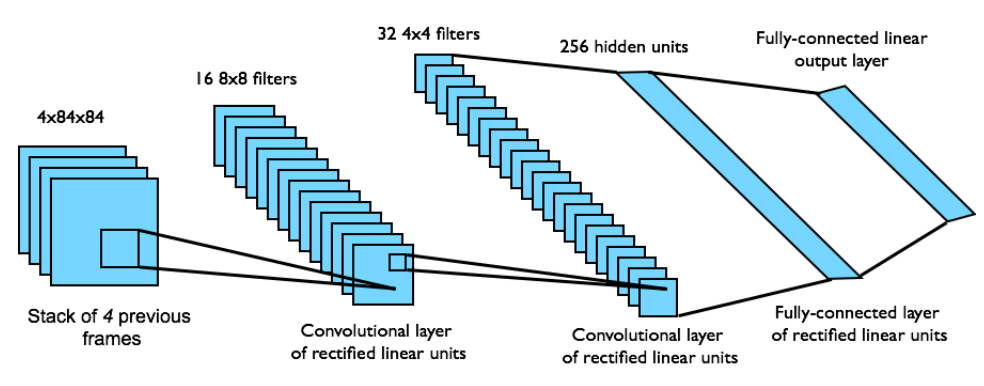 4x84x84
16 8x8 filters
32 4x4 filters
256 hidden units
Fully-connected linear
output layer
Stack of 4 previous
frames
Convolutional layer
of rectified linear units
Convolutional layer
of rectified linear units
Fully-connected layer
of rectified linear units